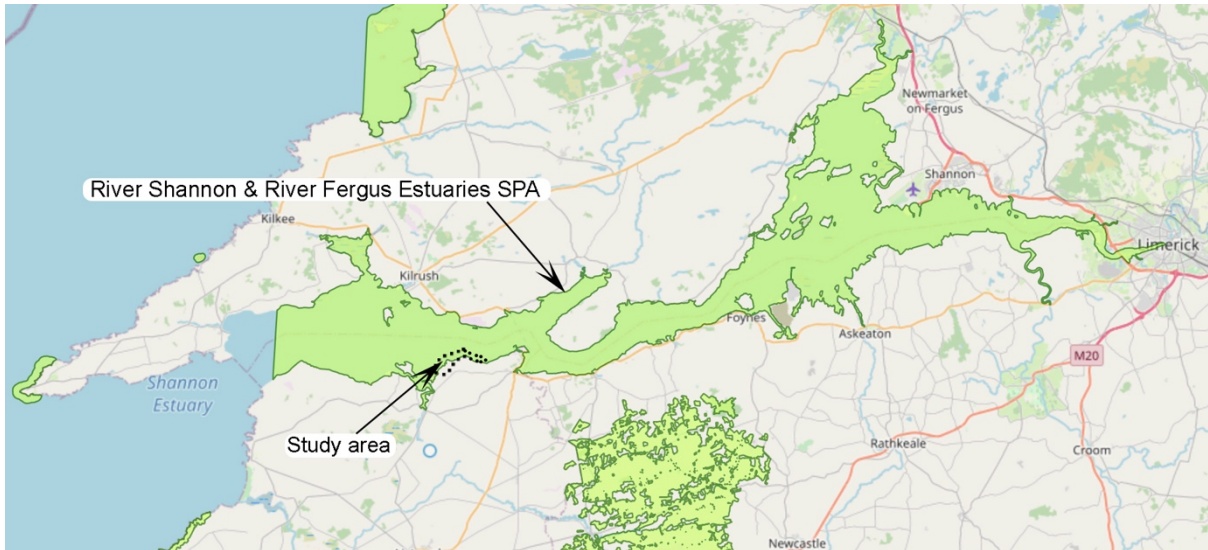 Newmarket
on Fergus
Shannon
River Shannon & River Fergus Estuaries SPA
Kilkee
Limerick
Kilrush
Foynes
Askeaton
M20
Shannon
Estuary
Study area
Rathkeale
Croom
Newcastle